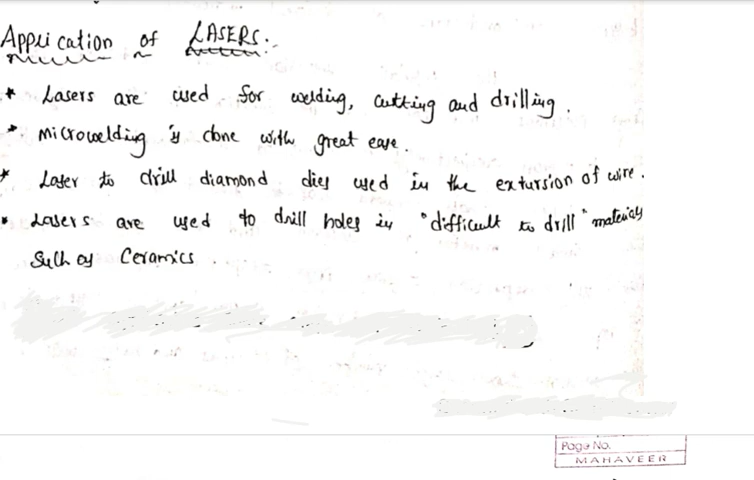 Application of LASERS:-
* Lasers are used for welding, cutting and drilling.
* Microwelding is done with great ease.
* Laser to drill diamond dies used in the extursion of wire.
* Lasers are used to drill holes in "difficult to drill" materials
Such as Ceramics.
Page No.
MAHAVEER